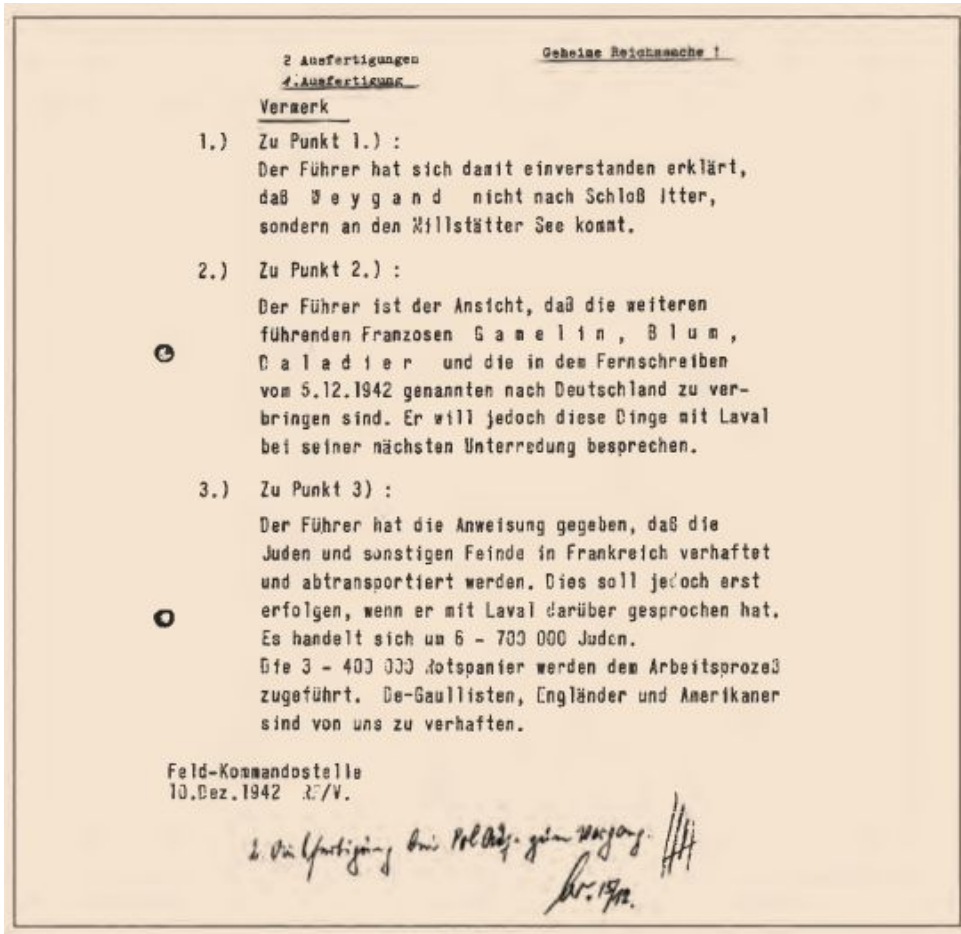 2 Ausfertigungen
Geheime Reichssache !
1.Ausfertigung
Vermerk
1.) Zu Punkt 1.) :
Der Führer hat sich damit einverstanden erklärt,
daß W e y g a n d nicht nach Schloß Itter,
sondern an den Millstätter See kommt.
2.) Zu Punkt 2.) :
Der Führer ist der Ansicht, daß die weiteren
führenden Franzosen G a m e l i n , B l u m ,
D a l a d i e r und die in dem Fernschreiben
vom 5.12.1942 genannten nach Deutschland zu ver-
bringen sind. Er will jedoch diese Dinge mit Laval
bei seiner nächsten Unterredung besprechen.
3.) Zu Punkt 3) :
Der Führer hat die Anweisung gegeben, daß die
Juden und sonstigen Feinde in Frankreich verhaftet
und abtransportiert werden. Dies soll jedoch erst
erfolgen, wenn er mit Laval darüber gesprochen hat.
Es handelt sich um 6 - 700 000 Juden.
Die 3 - 400 000 Rotspanier werden dem Arbeitsprozeß
zugeführt. De-Gaullisten, Engländer und Amerikaner
sind von uns zu verhaften.
Feld-Kommandostelle
10.Dez.1942 RF/V.
2. Ausfertigung zum Vorgang.
15/12.